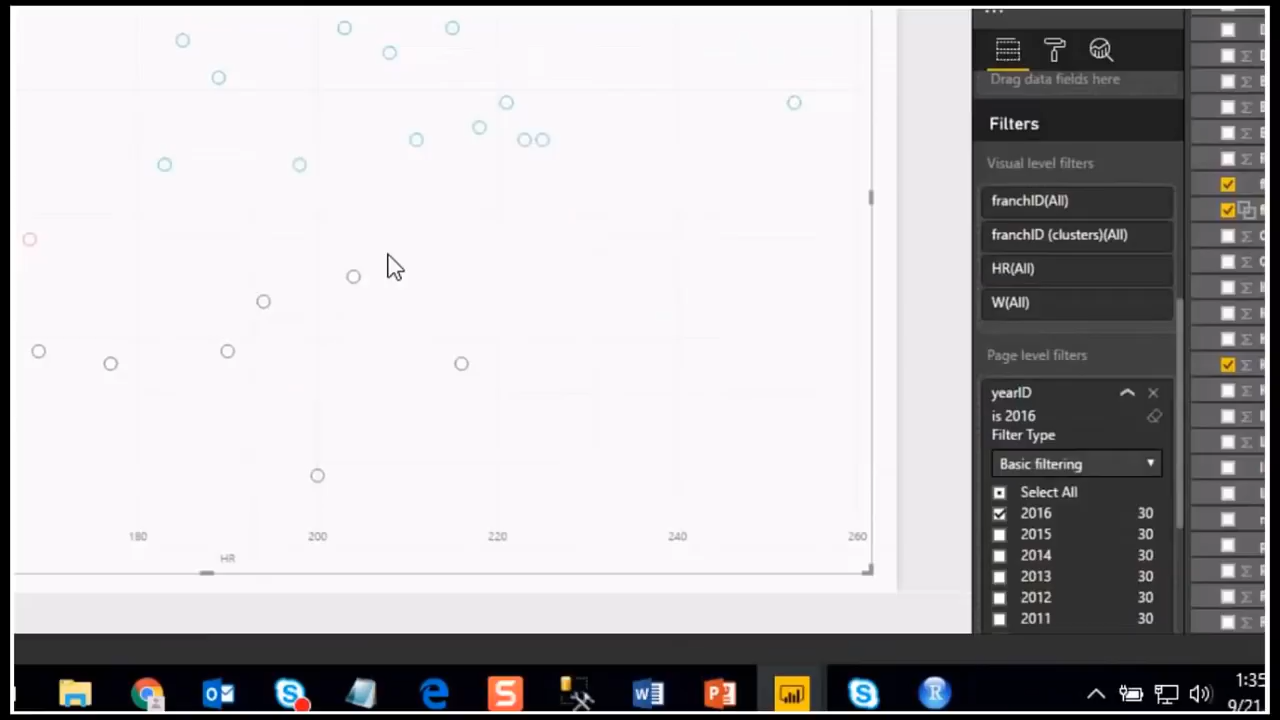 Drag data fields here
Filters
Visual level filters
franchID(All)
franchID (clusters)(All)
HR(All)
W(All)
Page level filters
yearID
is 2016
Filter Type
Basic filtering
Select All
2016 30
2015 30
2014 30
2013 30
2012 30
2011 30
180 200 220 240 260
HR
1:35
9/21